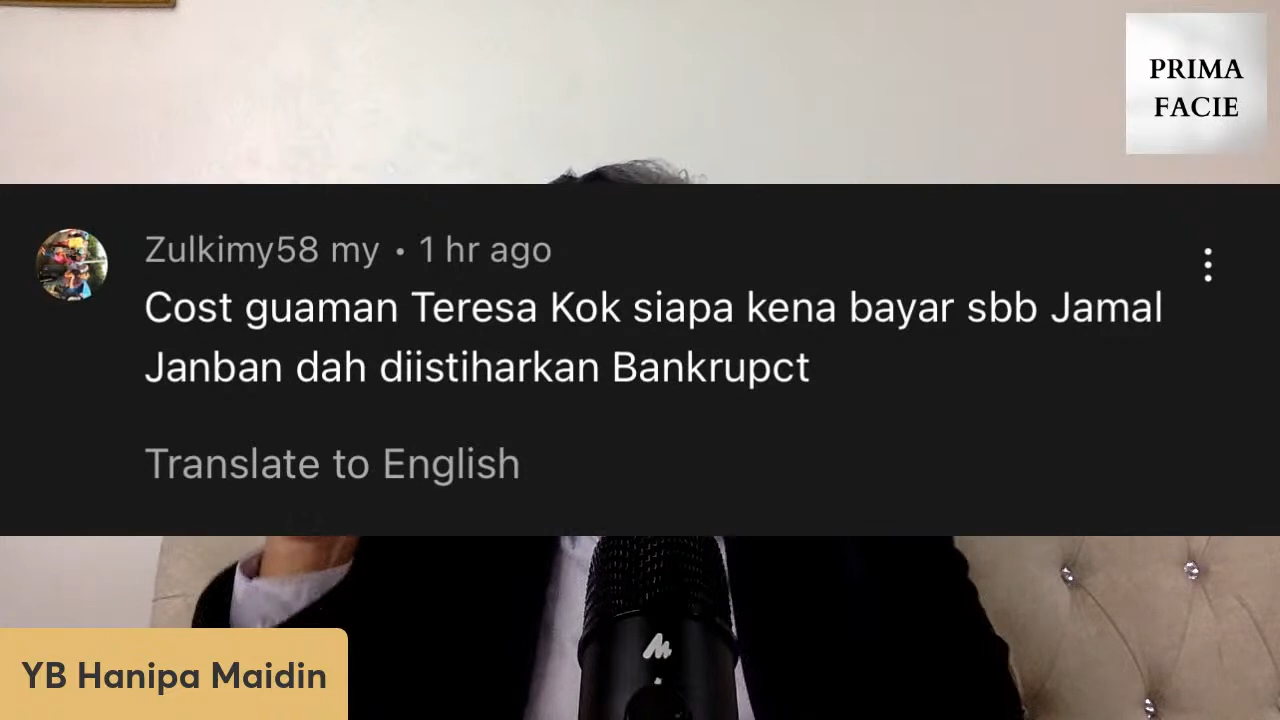 PRIMA
FACIE
Zulkimy58 my • 1 hr ago
Cost guaman Teresa Kok siapa kena bayar sbb Jamal
Janban dah diistiharkan Bankrupct
Translate to English
YB Hanipa Maidin